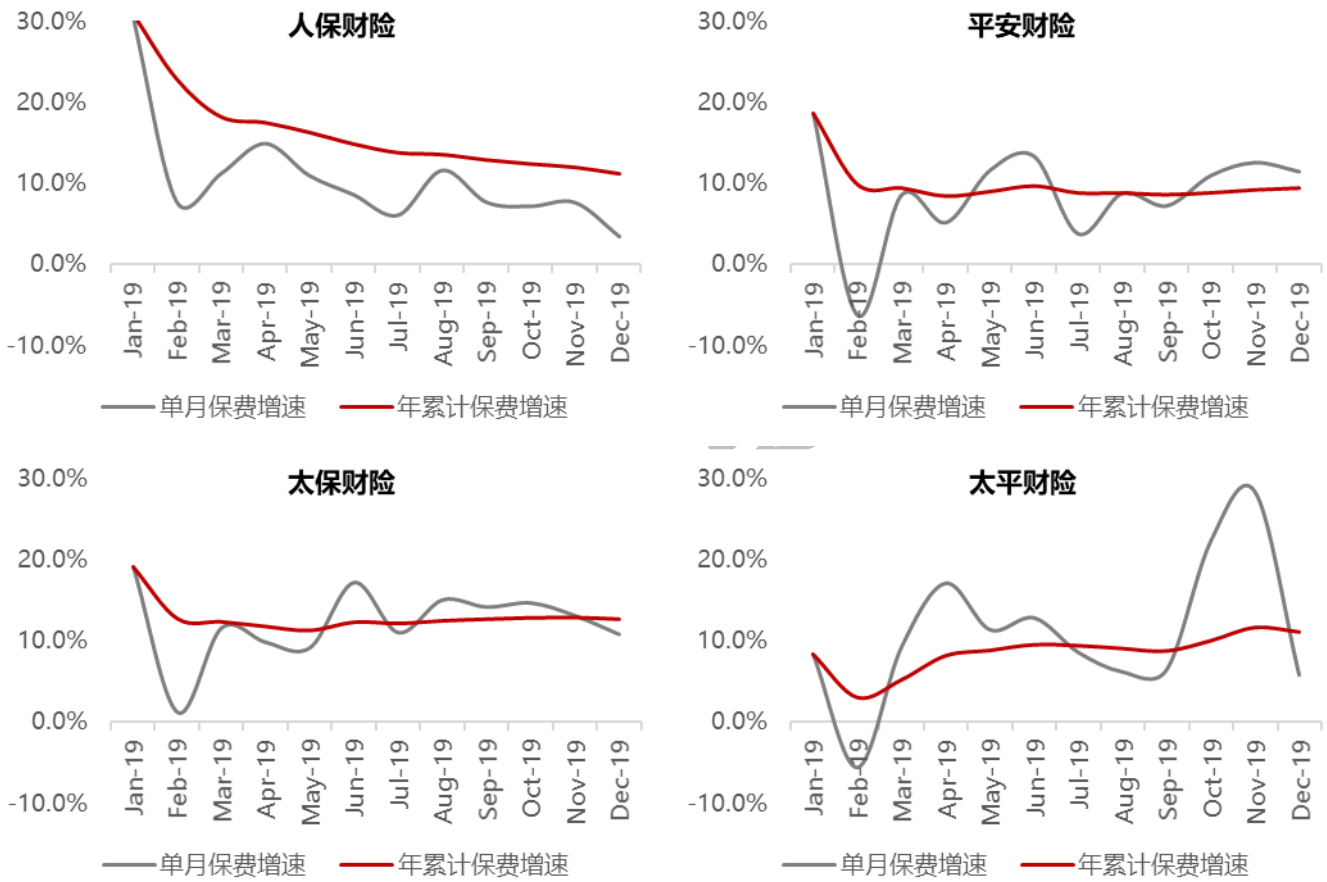 人保财险
30.0%
20.0%
10.0%
0.0%
-10.0%
Jan-19
Feb-19
Mar-19
Apr-19
May-19
Jun-19
Jul-19
Aug-19
Sep-19
Oct-19
Nov-19
Dec-19
单月保费增速
年累计保费增速
平安财险
30.0%
20.0%
10.0%
0.0%
-10.0%
Jan-19
Feb-19
Mar-19
Apr-19
May-19
Jun-19
Jul-19
Aug-19
Sep-19
Oct-19
Nov-19
Dec-19
单月保费增速
年累计保费增速
太保财险
30.0%
20.0%
10.0%
0.0%
-10.0%
Jan-19
Feb-19
Mar-19
Apr-19
May-19
Jun-19
Jul-19
Aug-19
Sep-19
Oct-19
Nov-19
Dec-19
单月保费增速
年累计保费增速
太平财险
30.0%
20.0%
10.0%
0.0%
-10.0%
Jan-19
Feb-19
Mar-19
Apr-19
May-19
Jun-19
Jul-19
Aug-19
Sep-19
Oct-19
Nov-19
Dec-19
单月保费增速
年累计保费增速